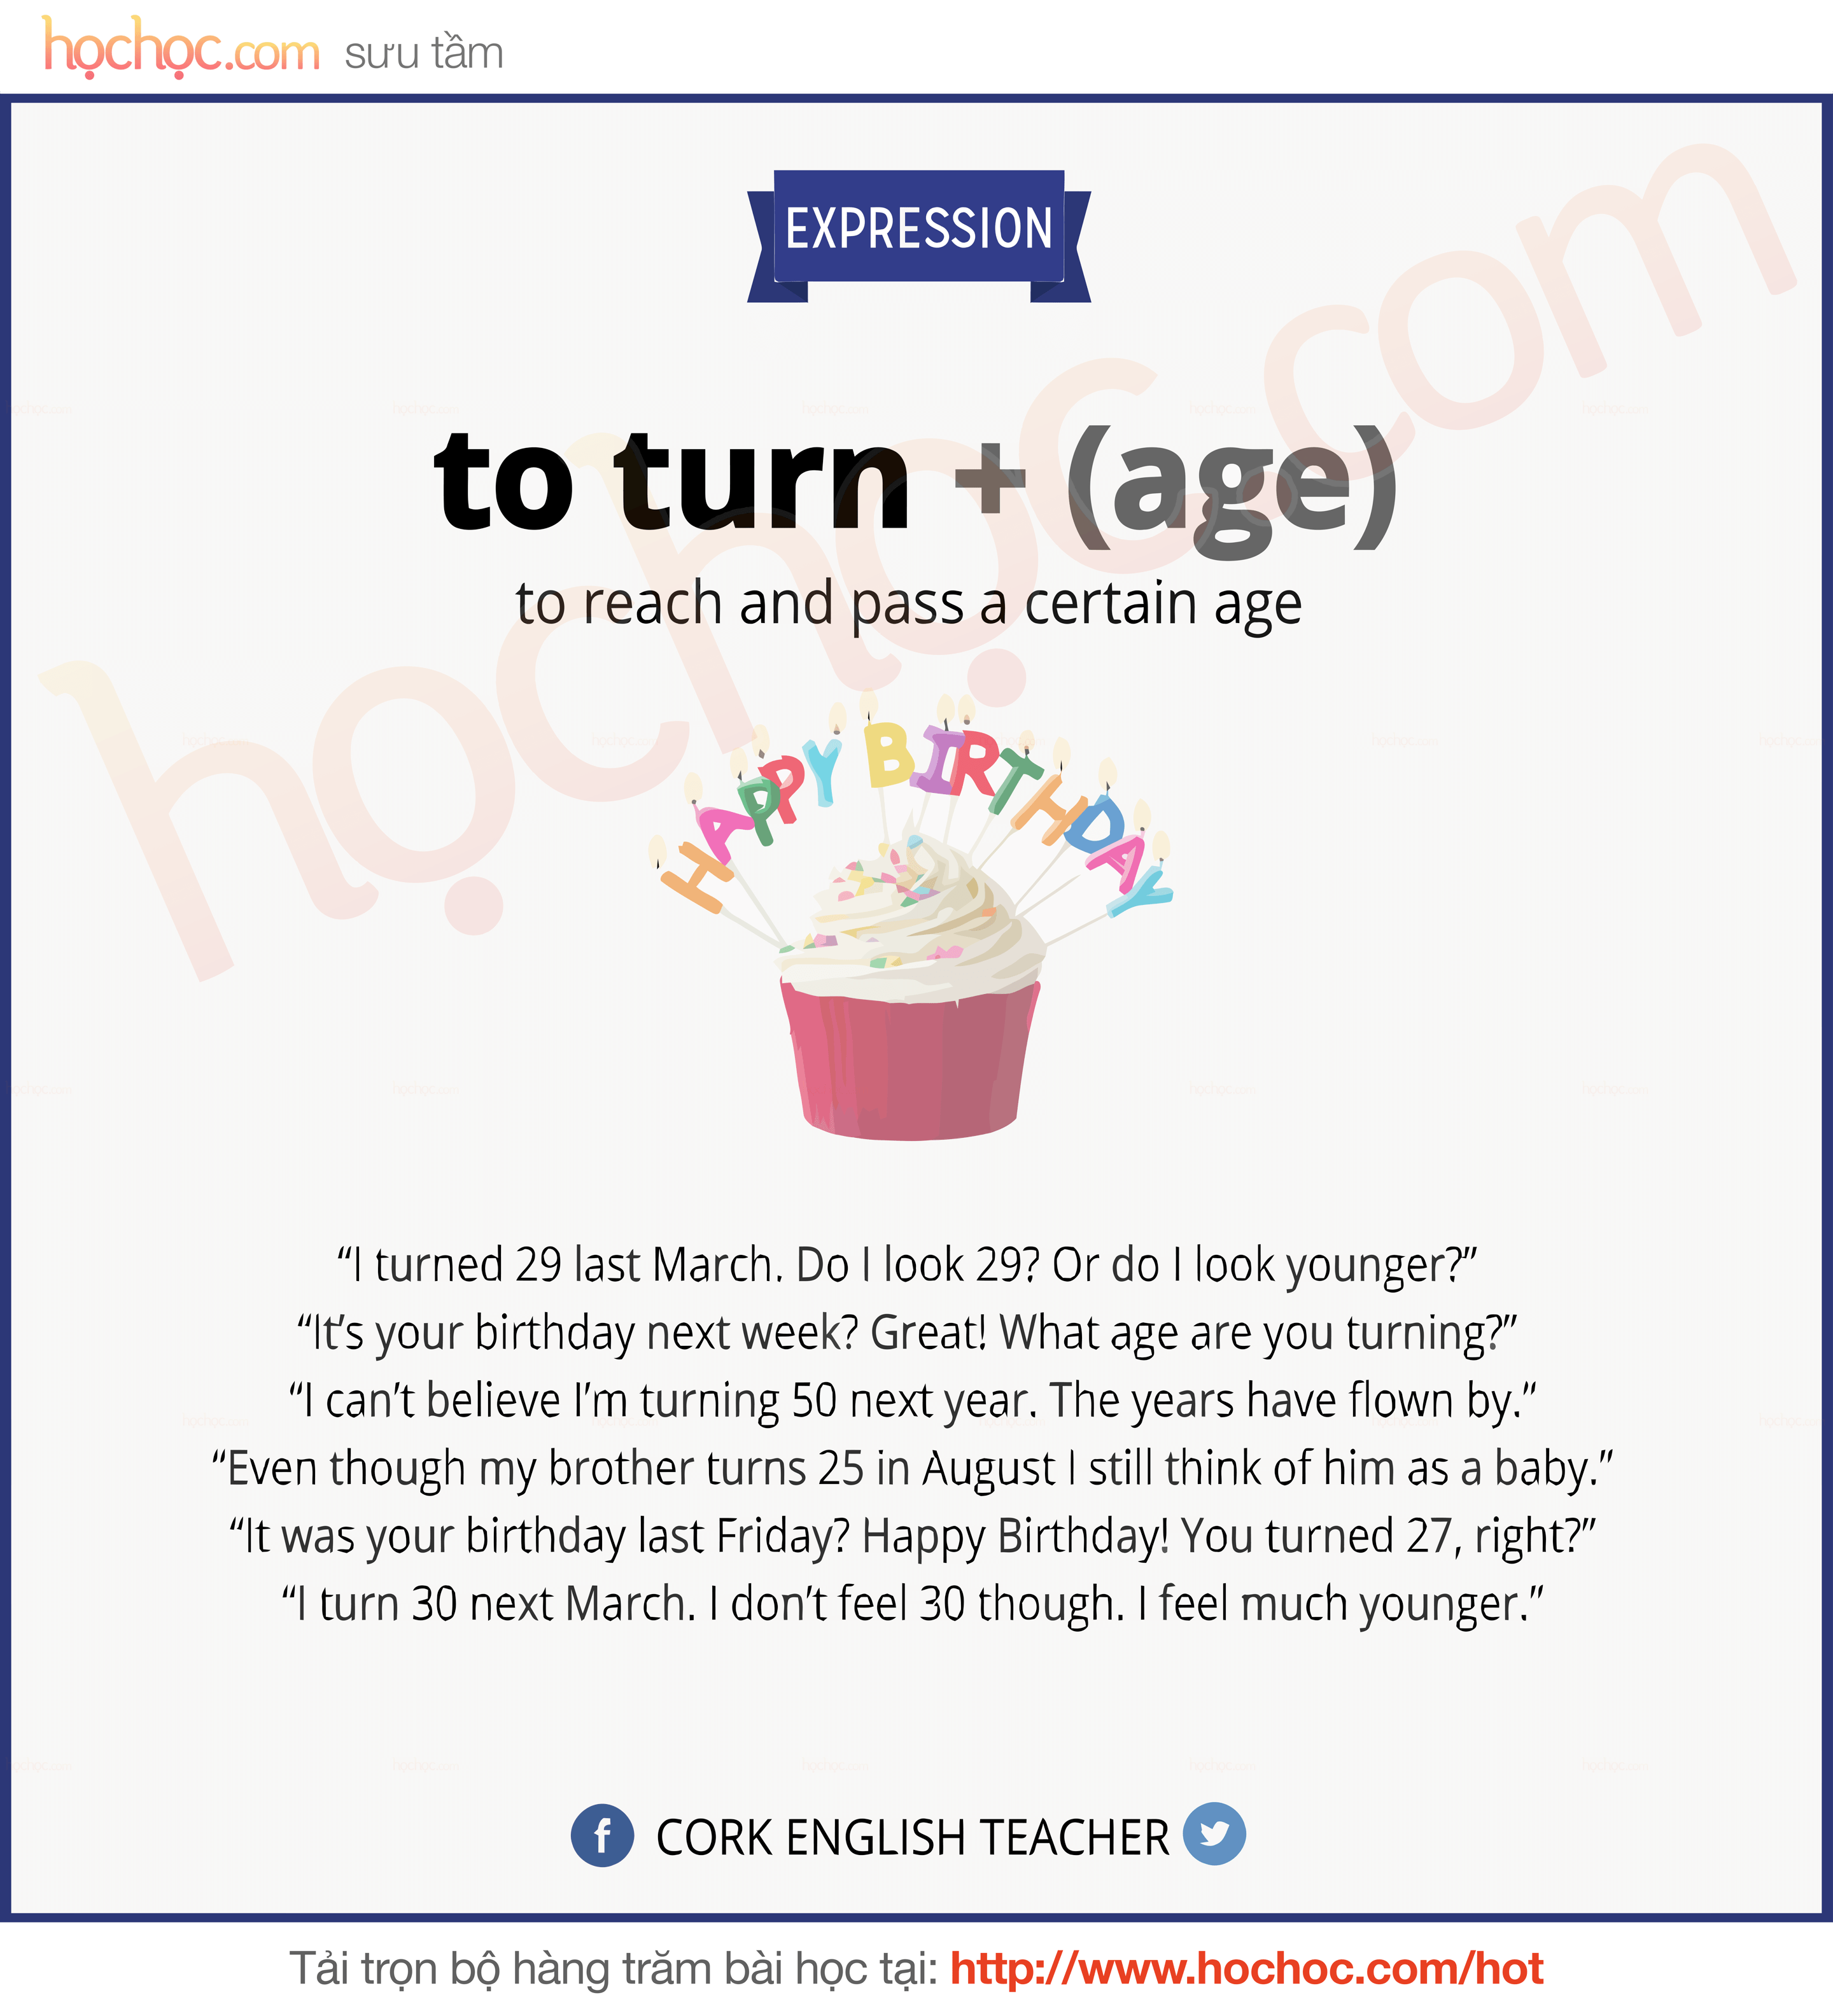 họchọc.com sưu tầm
EXPRESSION
to turn + (age)
to reach and pass a certain age
HAPPY BIRTHDAY
“I turned 29 last March. Do I look 29? Or do I look younger?”
“It’s your birthday next week? Great! What age are you turning?”
“I can’t believe I’m turning 50 next year. The years have flown by.“
“Even though my brother turns 25 in August I still think of him as a baby.”
“It was your birthday last Friday? Happy Birthday! You turned 27, right?”
“I turn 30 next March. I don’t feel 30 though. I feel much younger.”
CORK ENGLISH TEACHER
Tải trọn bộ hàng trăm bài học tại: http://www.hochoc.com/hot
họchọc.com